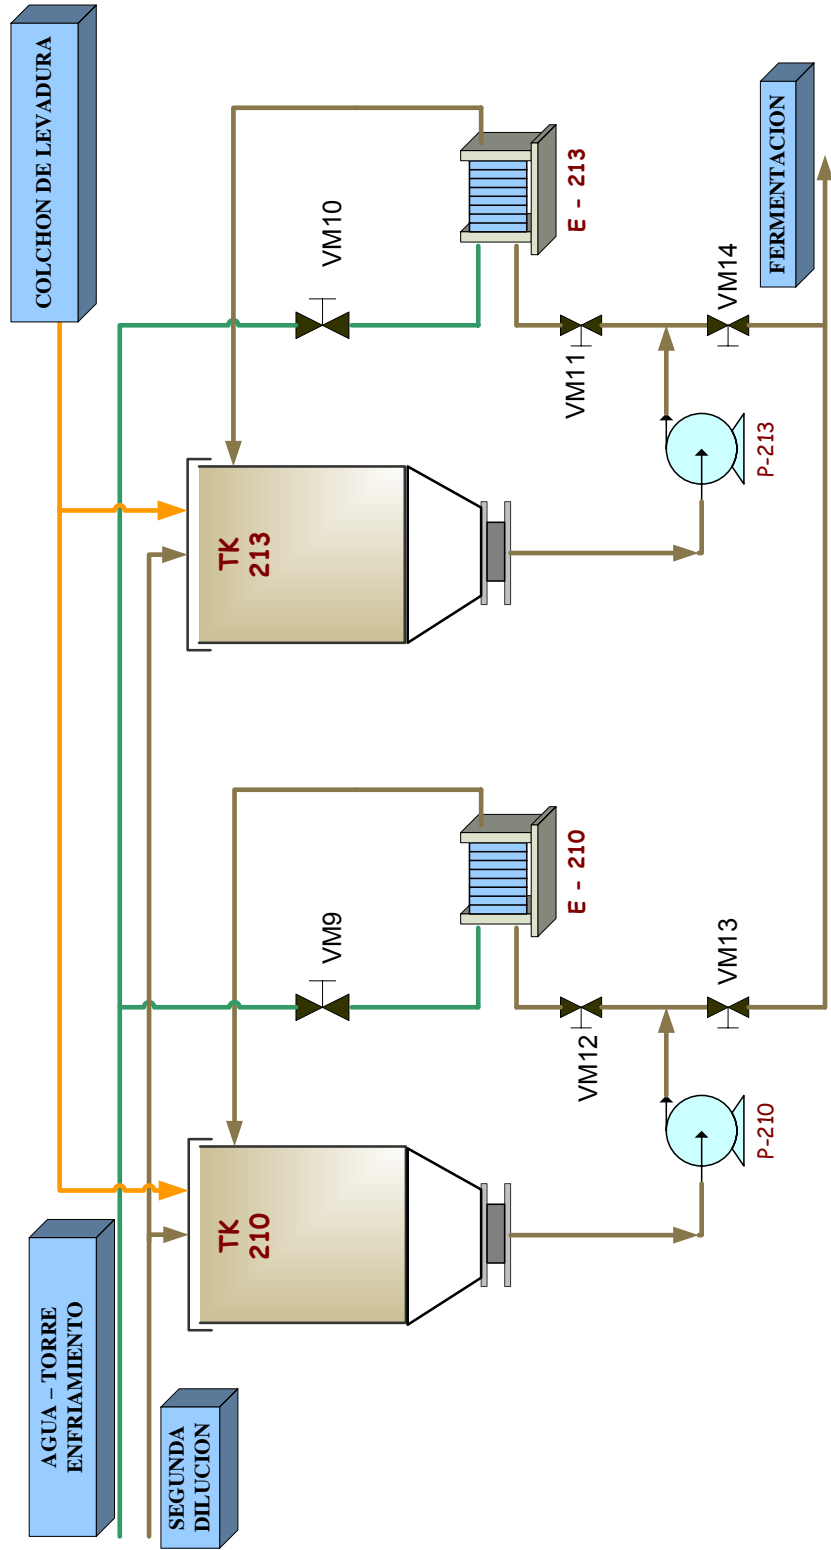 COLCHON DE LEVADURA
AGUA – TORRE
ENFRIAMIENTO
SEGUNDA
DILUCION
TK
210
TK
213
VM9
VM10
E - 210
E - 213
VM12
VM11
P-210
VM13
P-213
VM14
FERMENTACION